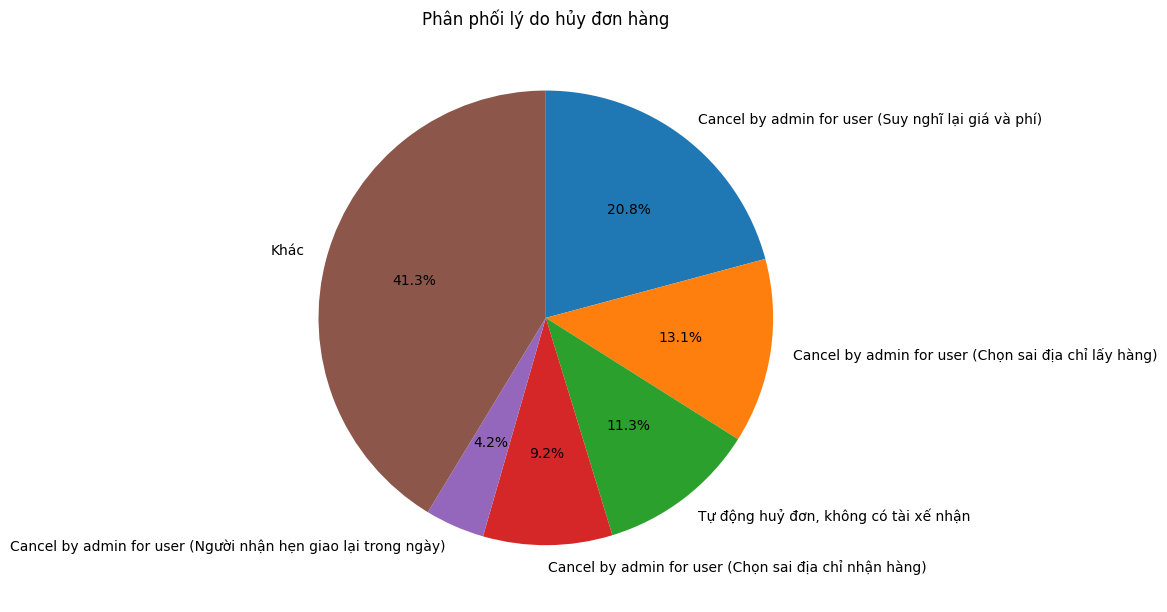 Phân phối lý do hủy đơn hàng
Cancel by admin for user (Suy nghĩ lại giá và phí)
20.8%
Khác
41.3%
13.1%
Cancel by admin for user (Chọn sai địa chỉ lấy hàng)
11.3%
4.2%
9.2%
Tự động huỷ đơn, không có tài xế nhận
Cancel by admin for user (Người nhận hẹn giao lại trong ngày)
Cancel by admin for user (Chọn sai địa chỉ nhận hàng)